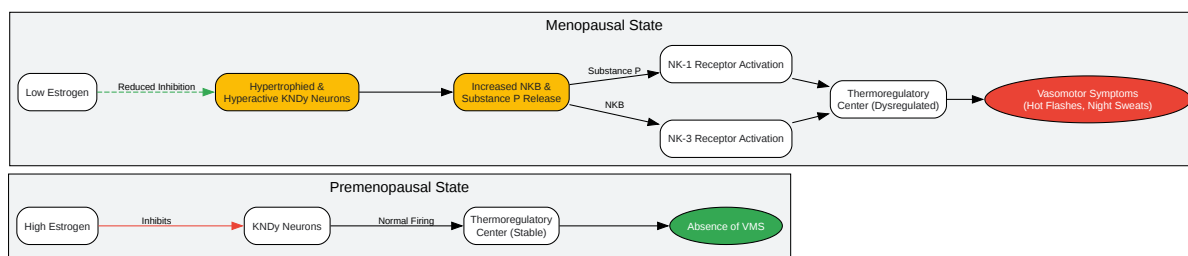 Menopausal State
Low Estrogen
Reduced Inhibition
Hypertrophied &
Hyperactive KNDy Neurons
Increased NKB &
Substance P Release
Substance P
NK-1 Receptor Activation
NKB
NK-3 Receptor Activation
Thermoregulatory
Center (Dysregulated)
Vasomotor Symptoms
(Hot Flashes, Night Sweats)
Premenopausal State
High Estrogen
Inhibits
KNDy Neurons
Normal Firing
Thermoregulatory
Center (Stable)
Absence of VMS